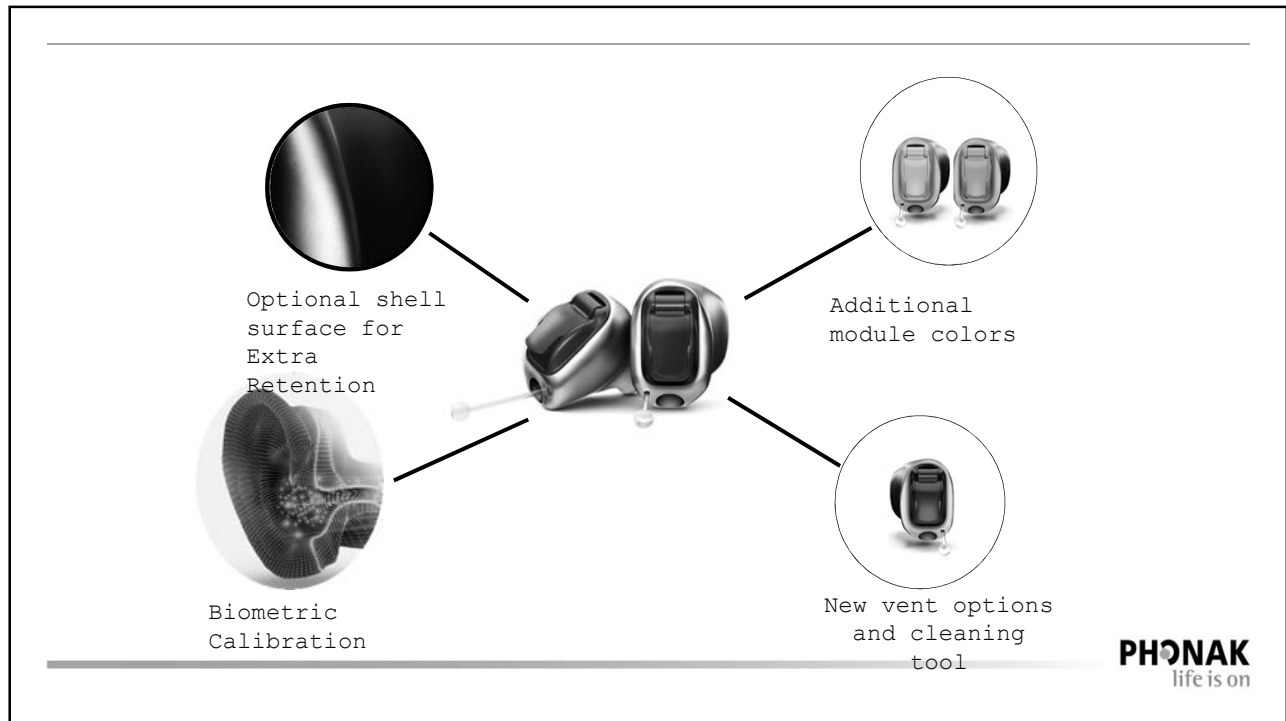 Optional shell
surface for
Extra
Retention
Additional
module colors
Biometric
Calibration
New vent options
and cleaning
tool
PHONAK
life is on